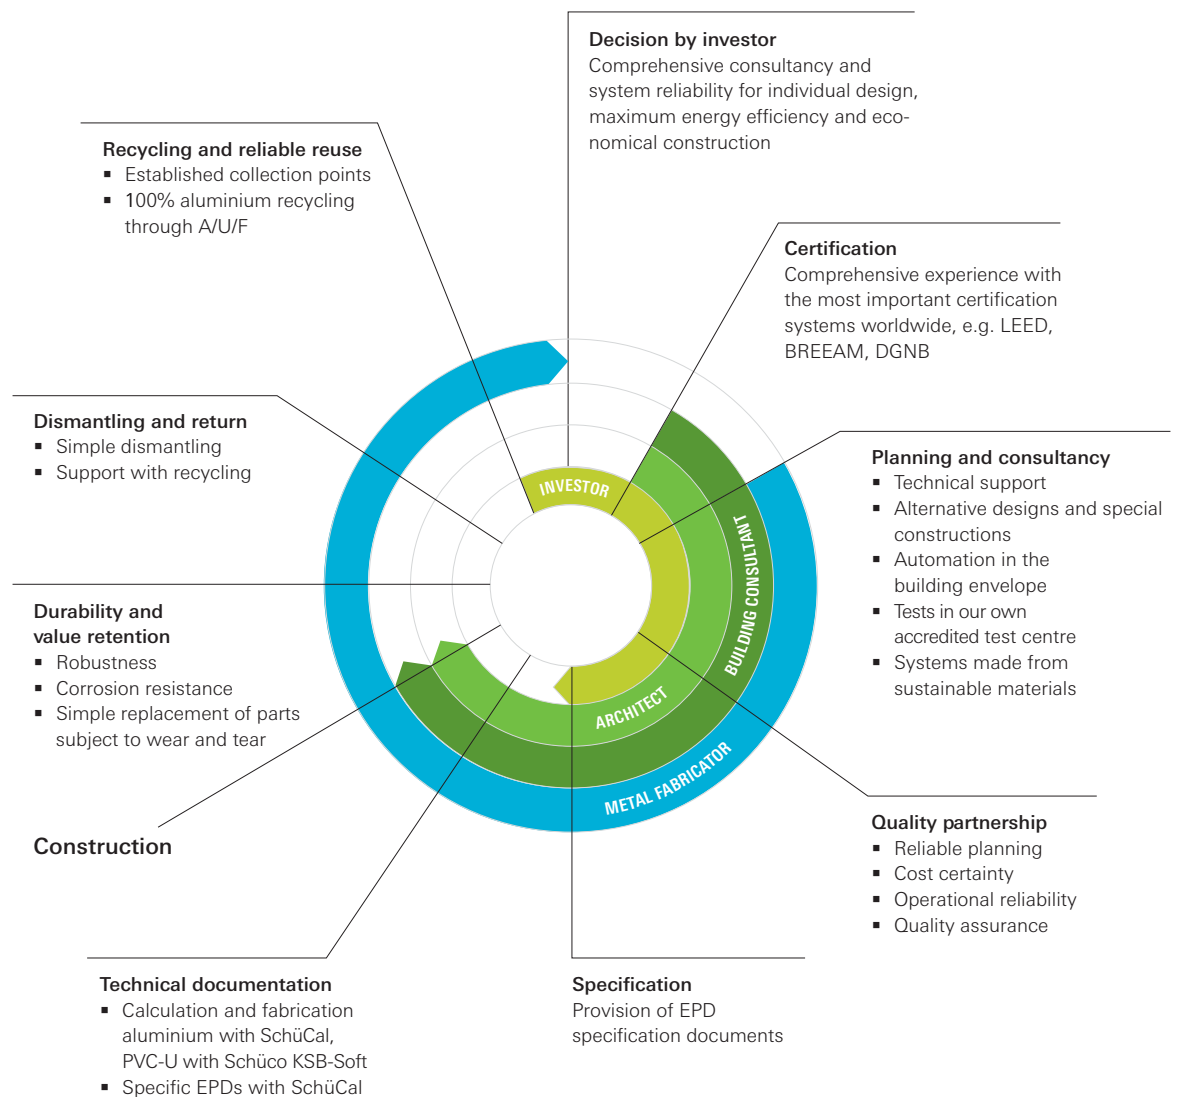 Decision by investor
Comprehensive consultancy and
system reliability for individual design,
maximum energy efficiency and eco-
nomical construction
Recycling and reliable reuse
▪ Established collection points
▪ 100% aluminium recycling
through A/U/F
Certification
Comprehensive experience with
the most important certification
systems worldwide, e.g. LEED,
BREEAM, DGNB
Dismantling and return
▪ Simple dismantling
▪ Support with recycling
Planning and consultancy
▪ Technical support
▪ Alternative designs and special
constructions
▪ Automation in the
building envelope
▪ Tests in our own
accredited test centre
▪ Systems made from
sustainable materials
INVESTOR
BUILDING CONSULTANT
ARCHITECT
METAL FABRICATOR
Durability and
value retention
▪ Robustness
▪ Corrosion resistance
▪ Simple replacement of parts
subject to wear and tear
Construction
Quality partnership
▪ Reliable planning
▪ Cost certainty
▪ Operational reliability
▪ Quality assurance
Technical documentation
▪ Calculation and fabrication
aluminium with SchüCal,
PVC-U with Schüco KSB-Soft
▪ Specific EPDs with SchüCal
Specification
Provision of EPD
specification documents